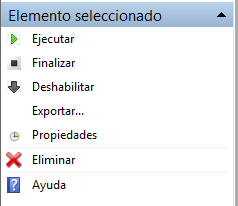 Elemento seleccionado
Ejecutar
Finalizar
Deshabilitar
Exportar...
Propiedades
Eliminar
Ayuda